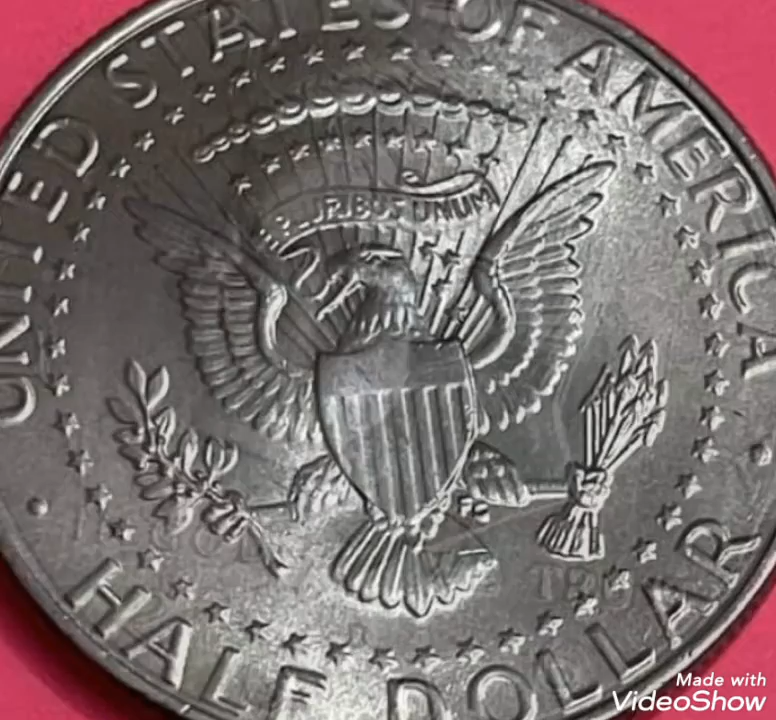 UNITED STATES OF AMERICA
PLURIBUS UNUM
HALF DOLLAR
Made with
VideoShow